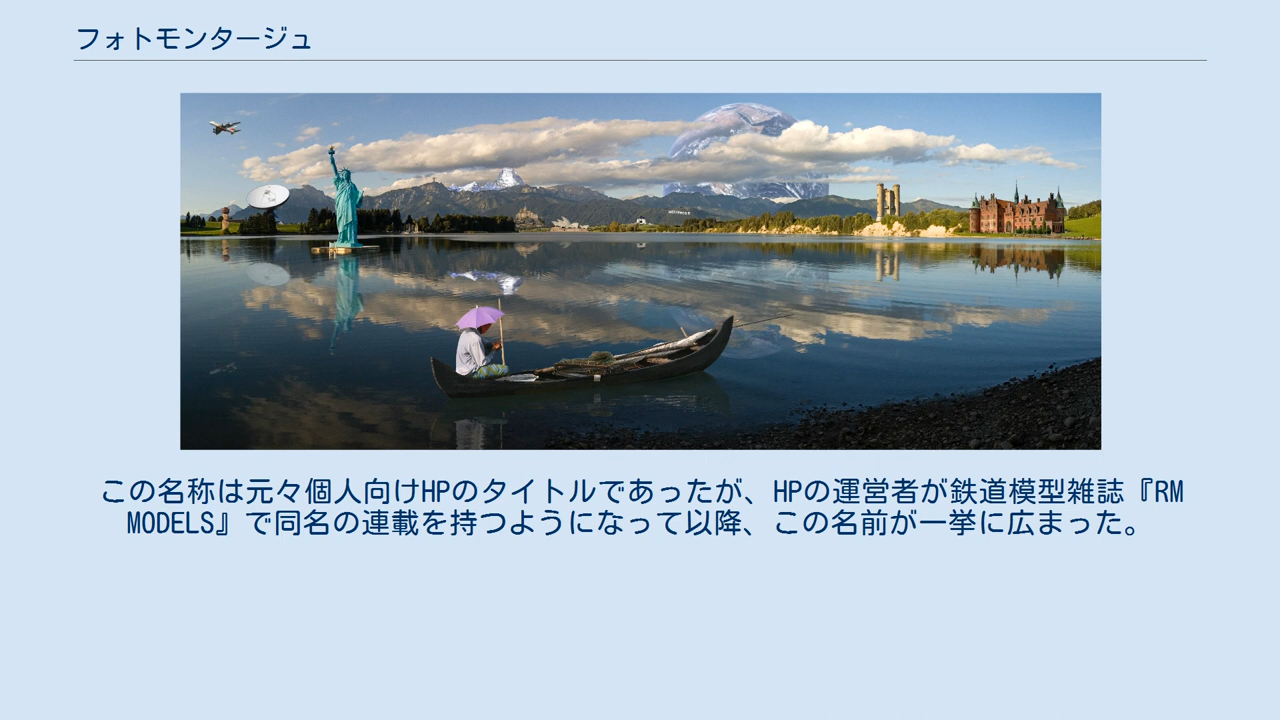 フォトモンタージュ
この名称は元々個人向けHPのタイトルであったが、HPの運営者が鉄道模型雑誌『RM
MODELS』で同名の連載を持つようになって以降、この名前が一挙に広まった。